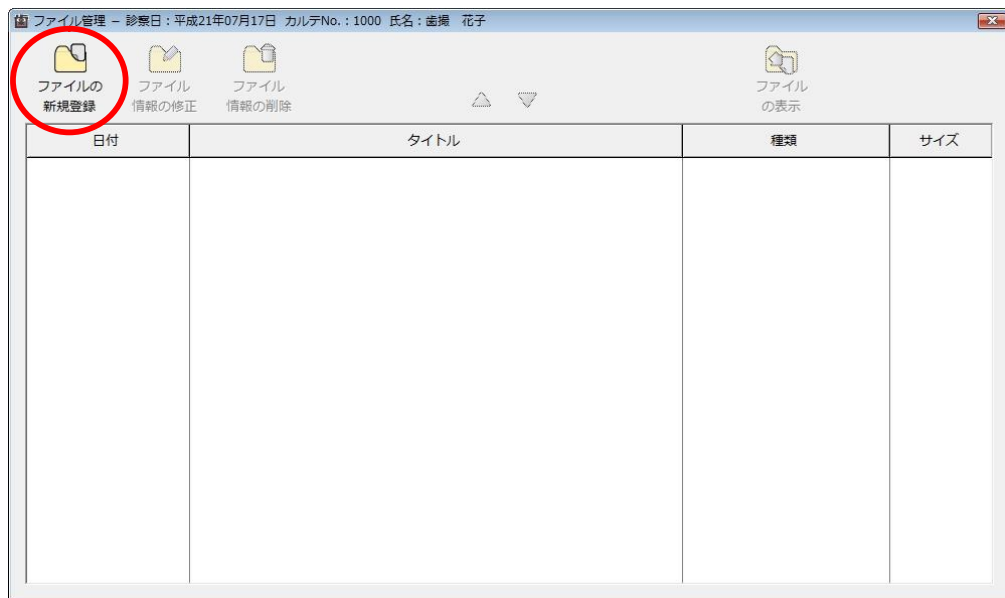 ファイル管理 – 診察日：平成21年07月17日 カルテNo.：1000 氏名：歯撮 花子
ファイルの
新規登録
ファイル
情報の修正
ファイル
情報の削除
ファイル
の表示
日付 タイトル 種類 サイズ